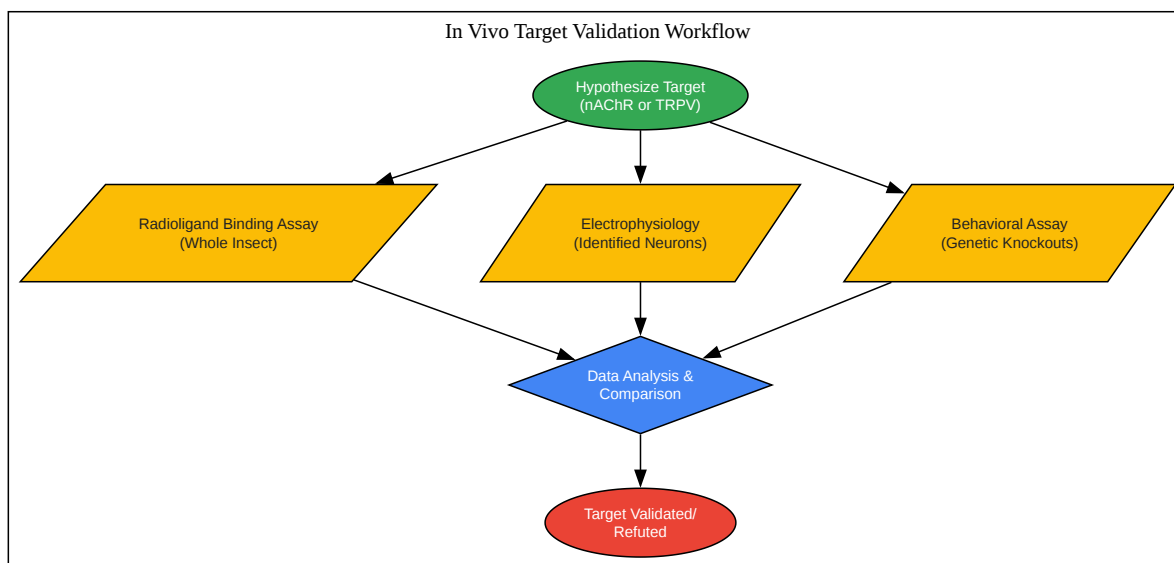 In Vivo Target Validation Workflow
Hypothesize Target
(nAChR or TRPV)
Radioligand Binding Assay
(Whole Insect)
Electrophysiology
(Identified Neurons)
Behavioral Assay
(Genetic Knockouts)
Data Analysis &
Comparison
Target Validated/
Refuted